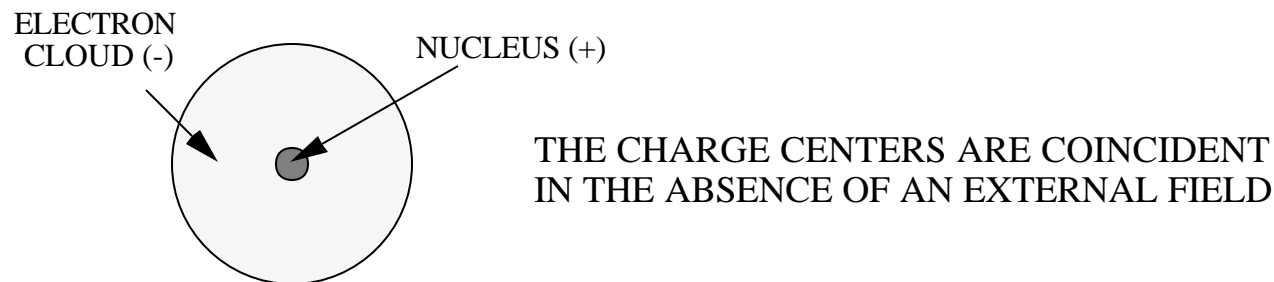 ELECTRON
CLOUD (-)
NUCLEUS (+)
THE CHARGE CENTERS ARE COINCIDENT
IN THE ABSENCE OF AN EXTERNAL FIELD